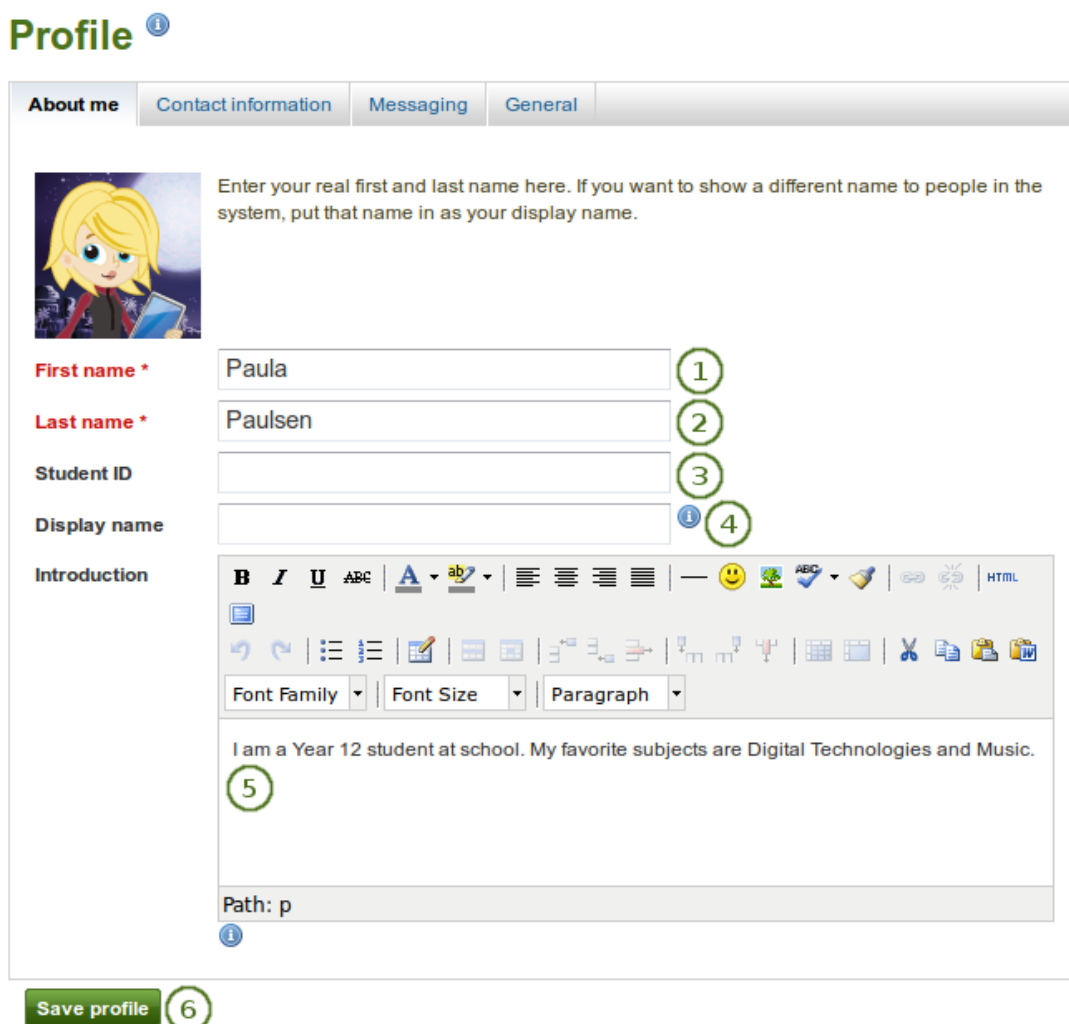 Profile
About me Contact information Messaging General
Enter your real first and last name here. If you want to show a different name to people in the
system, put that name in as your display name.
First name * Paula 1
Last name * Paulsen 2
Student ID 3
Display name 4
Introduction B I U ABC A ab ABC HTML
Font Family Font Size Paragraph
I am a Year 12 student at school. My favorite subjects are Digital Technologies and Music.
5
Path: p
Save profile 6